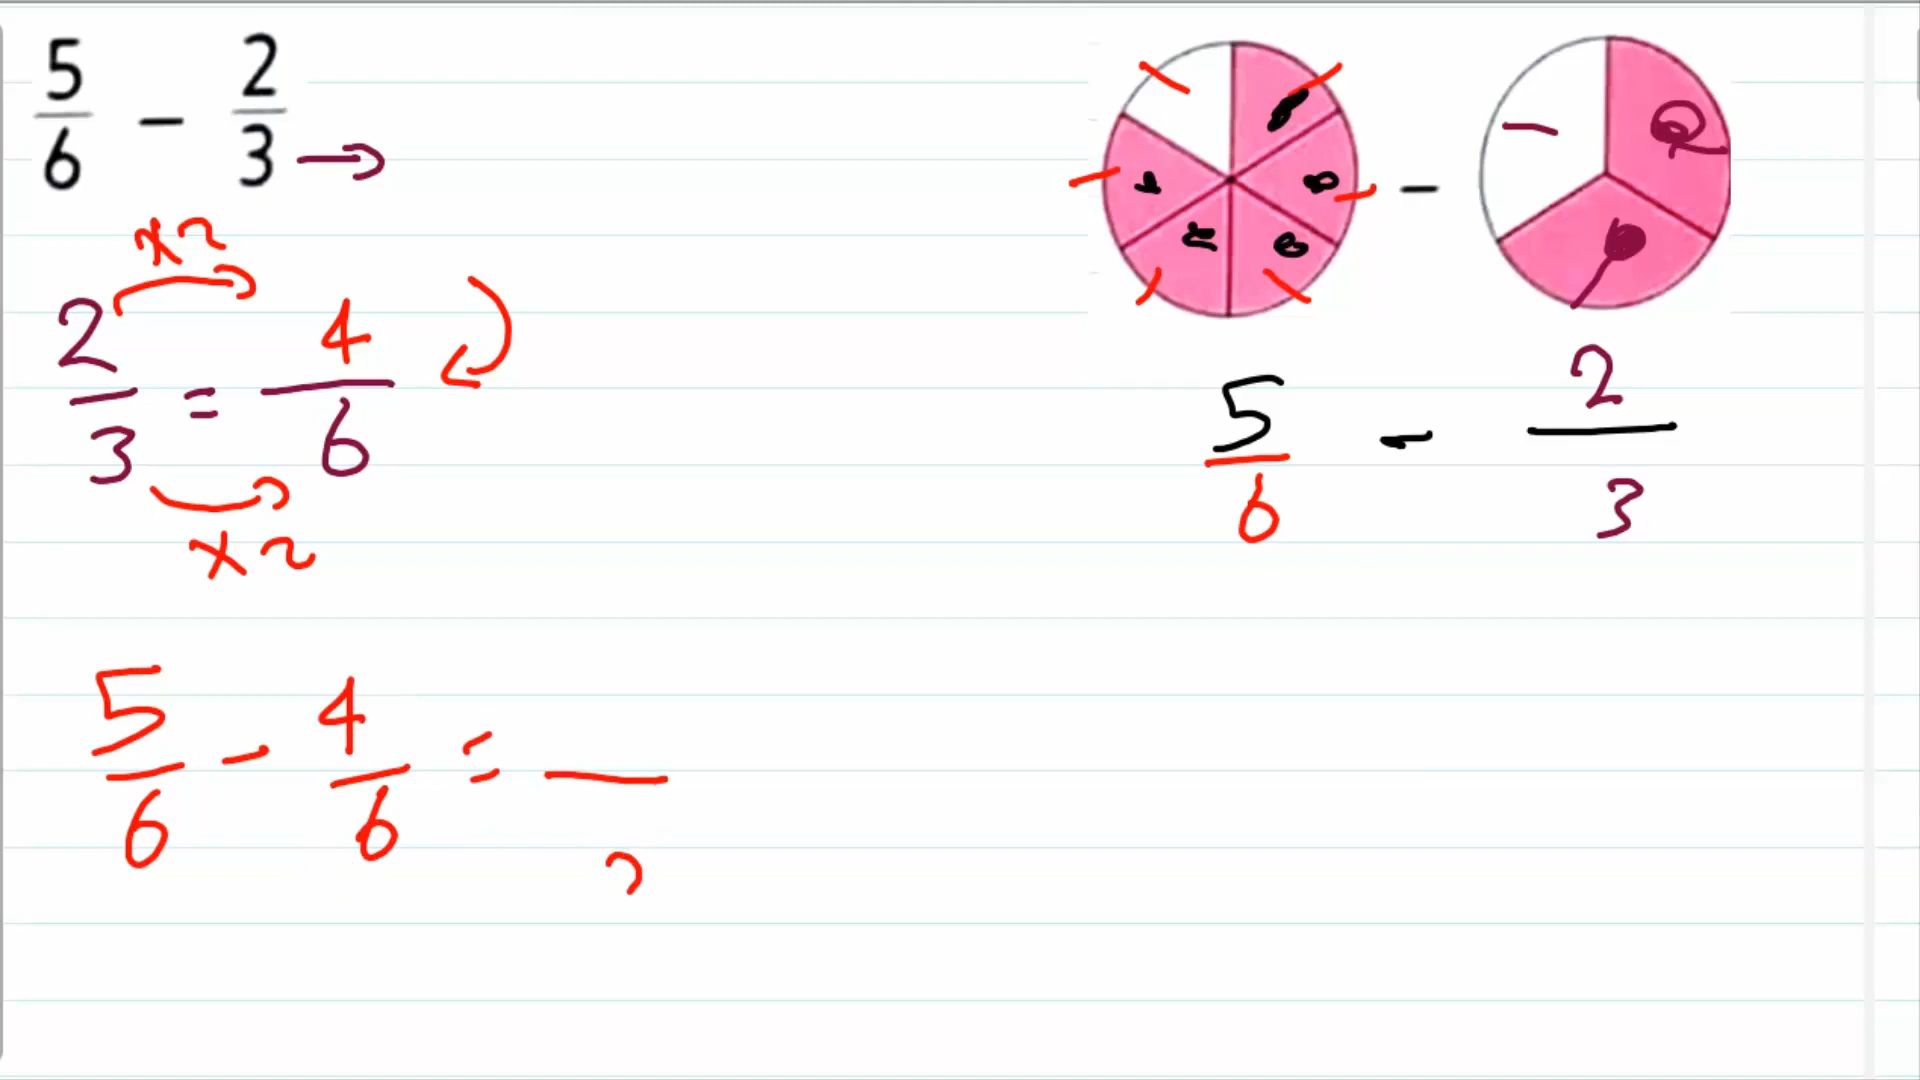 5/6 - 2/3 →
×2
2/3 = 4/6
×2
5/6 - 4/6 = —
?
-
5/6 - 2/3